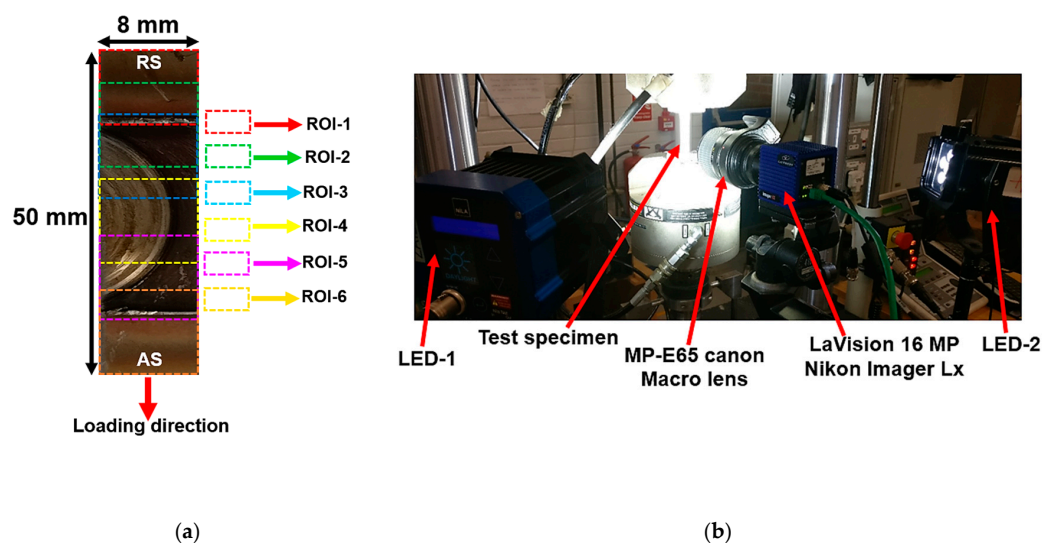 8 mm
RS
50 mm
ROI-1
ROI-2
ROI-3
ROI-4
ROI-5
ROI-6
AS
Loading direction
(a)
LED-1
Test specimen
MP-E65 canon
Macro lens
LaVision 16 MP
Nikon Imager Lx
LED-2
(b)